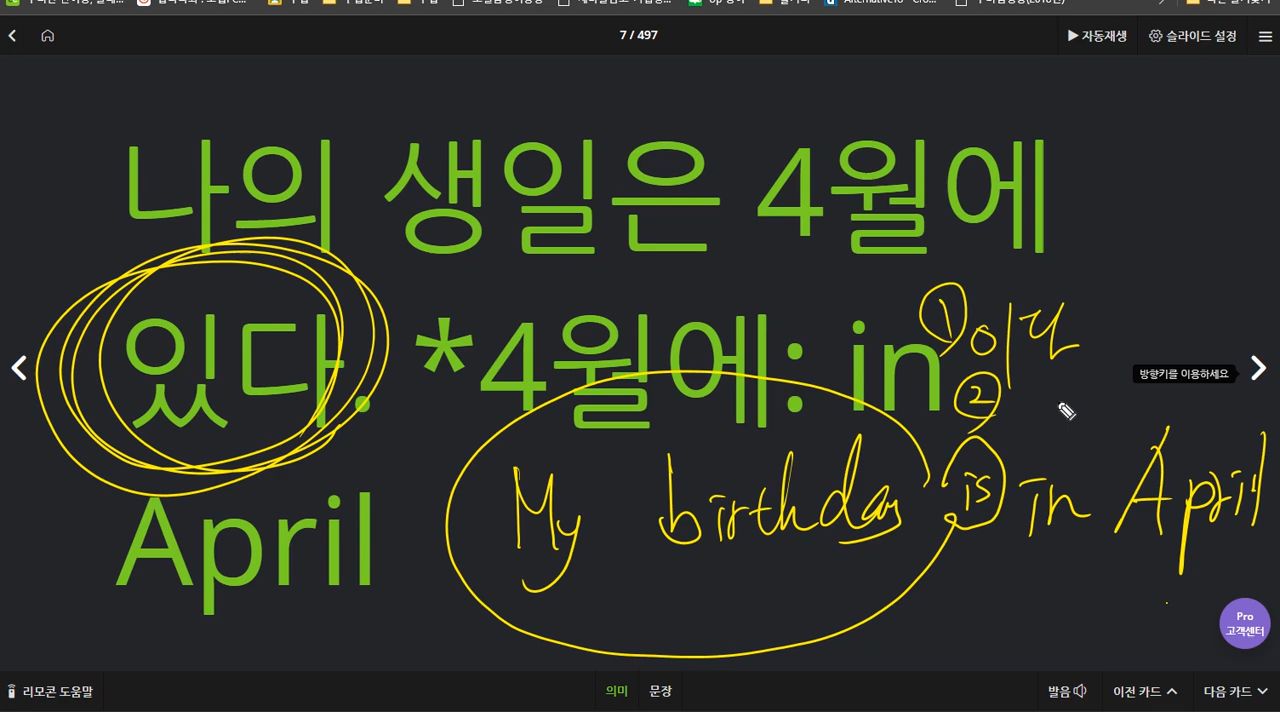 7 / 497
▶ 자동재생
슬라이드 설정
나의 생일은 4월에
있다. *4월에: in
① 이다
②
방향키를 이용하세요
My birthday is in April
April
Pro
고객센터
리모콘 도움말
의미
문장
발음
이전 카드
다음 카드